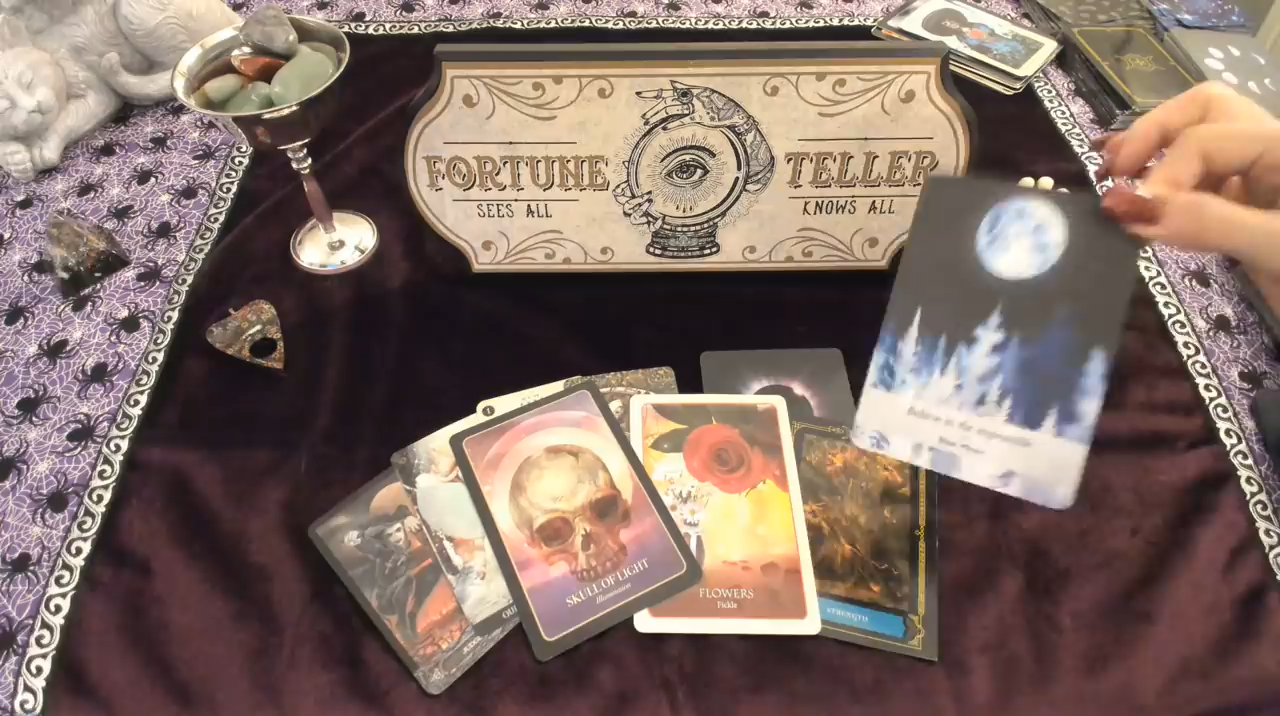 FORTUNE TELLER
SEES ALL
KNOWS ALL
SKULL OF LIGHT
Illumination
FLOWERS
Fickle
STRENGTH